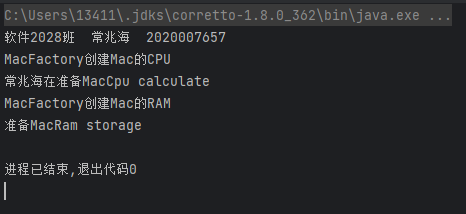 C:\Users\13411\.jdks\corretto-1.8.0_362\bin\java.exe ...
软件2028班  常兆海  2020007657
MacFactory创建Mac的CPU
常兆海在准备MacCpu calculate
MacFactory创建Mac的RAM
准备MacRam storage
进程已结束,退出代码0